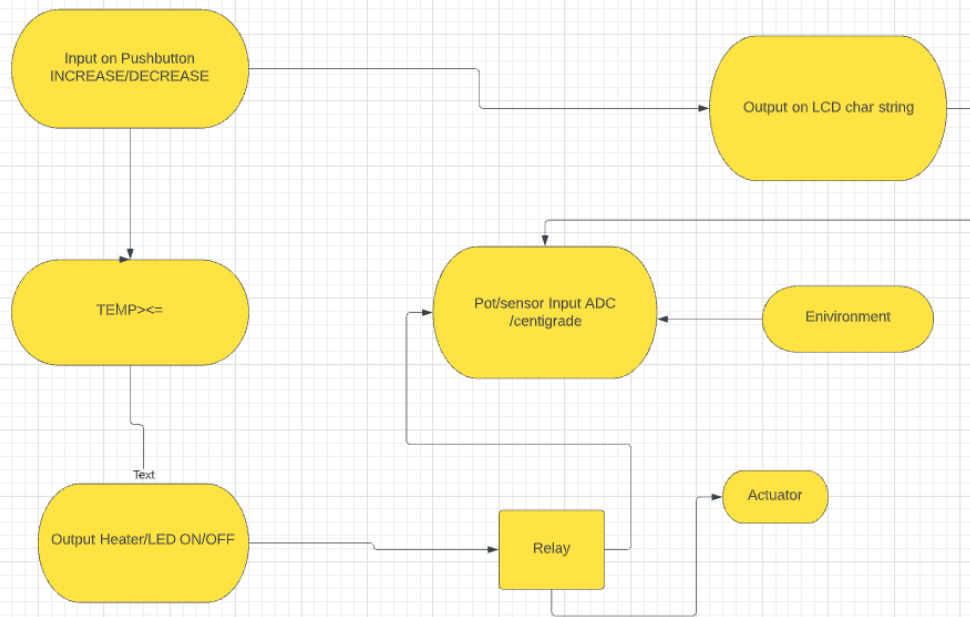 Input on Pushbutton
INCREASE/DECREASE
Output on LCD char string
TEMP><=
Pot/sensor Input ADC
/centigrade
Enivironment
Text
Output Heater/LED ON/OFF
Relay
Actuator